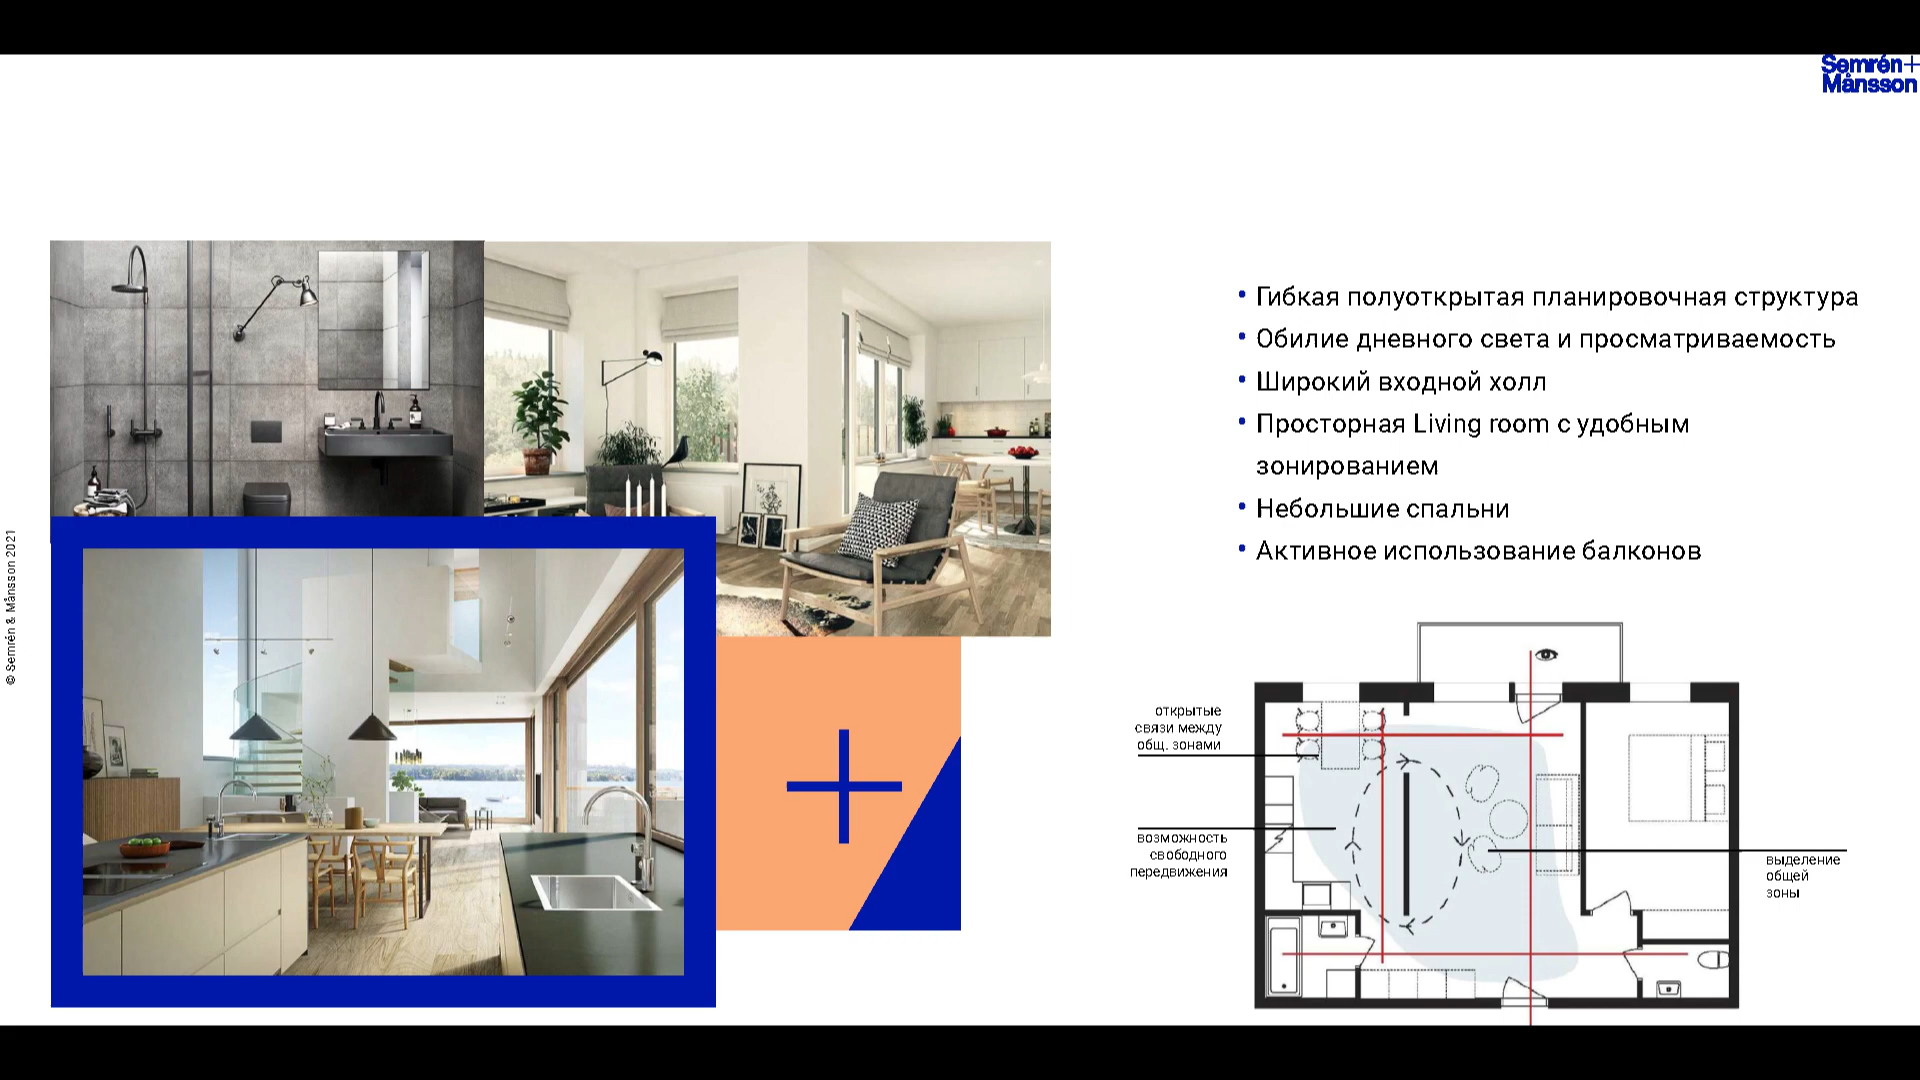 Semrén+
Månsson
• Гибкая полуоткрытая планировочная структура
• Обилие дневного света и просматриваемость
• Широкий входной холл
• Просторная Living room с удобным
зонированием
• Небольшие спальни
• Активное использование балконов
© Semrén & Månsson 2021
открытые
связи между
общ. зонами
возможность
свободного
передвижения
выделение
общей
зоны